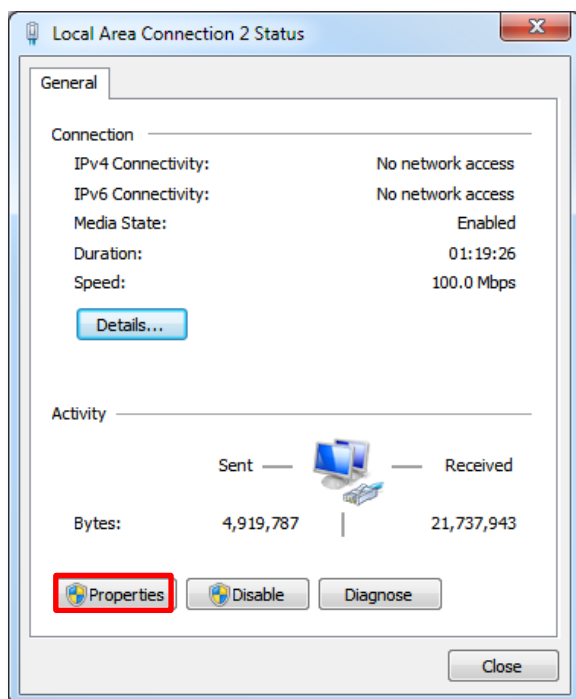 Local Area Connection 2 Status
X
General
Connection
IPv4 Connectivity: No network access
IPv6 Connectivity: No network access
Media State: Enabled
Duration: 01:19:26
Speed: 100.0 Mbps
Details...
Activity
Sent Received
Bytes: 4,919,787 21,737,943
Properties Disable Diagnose
Close